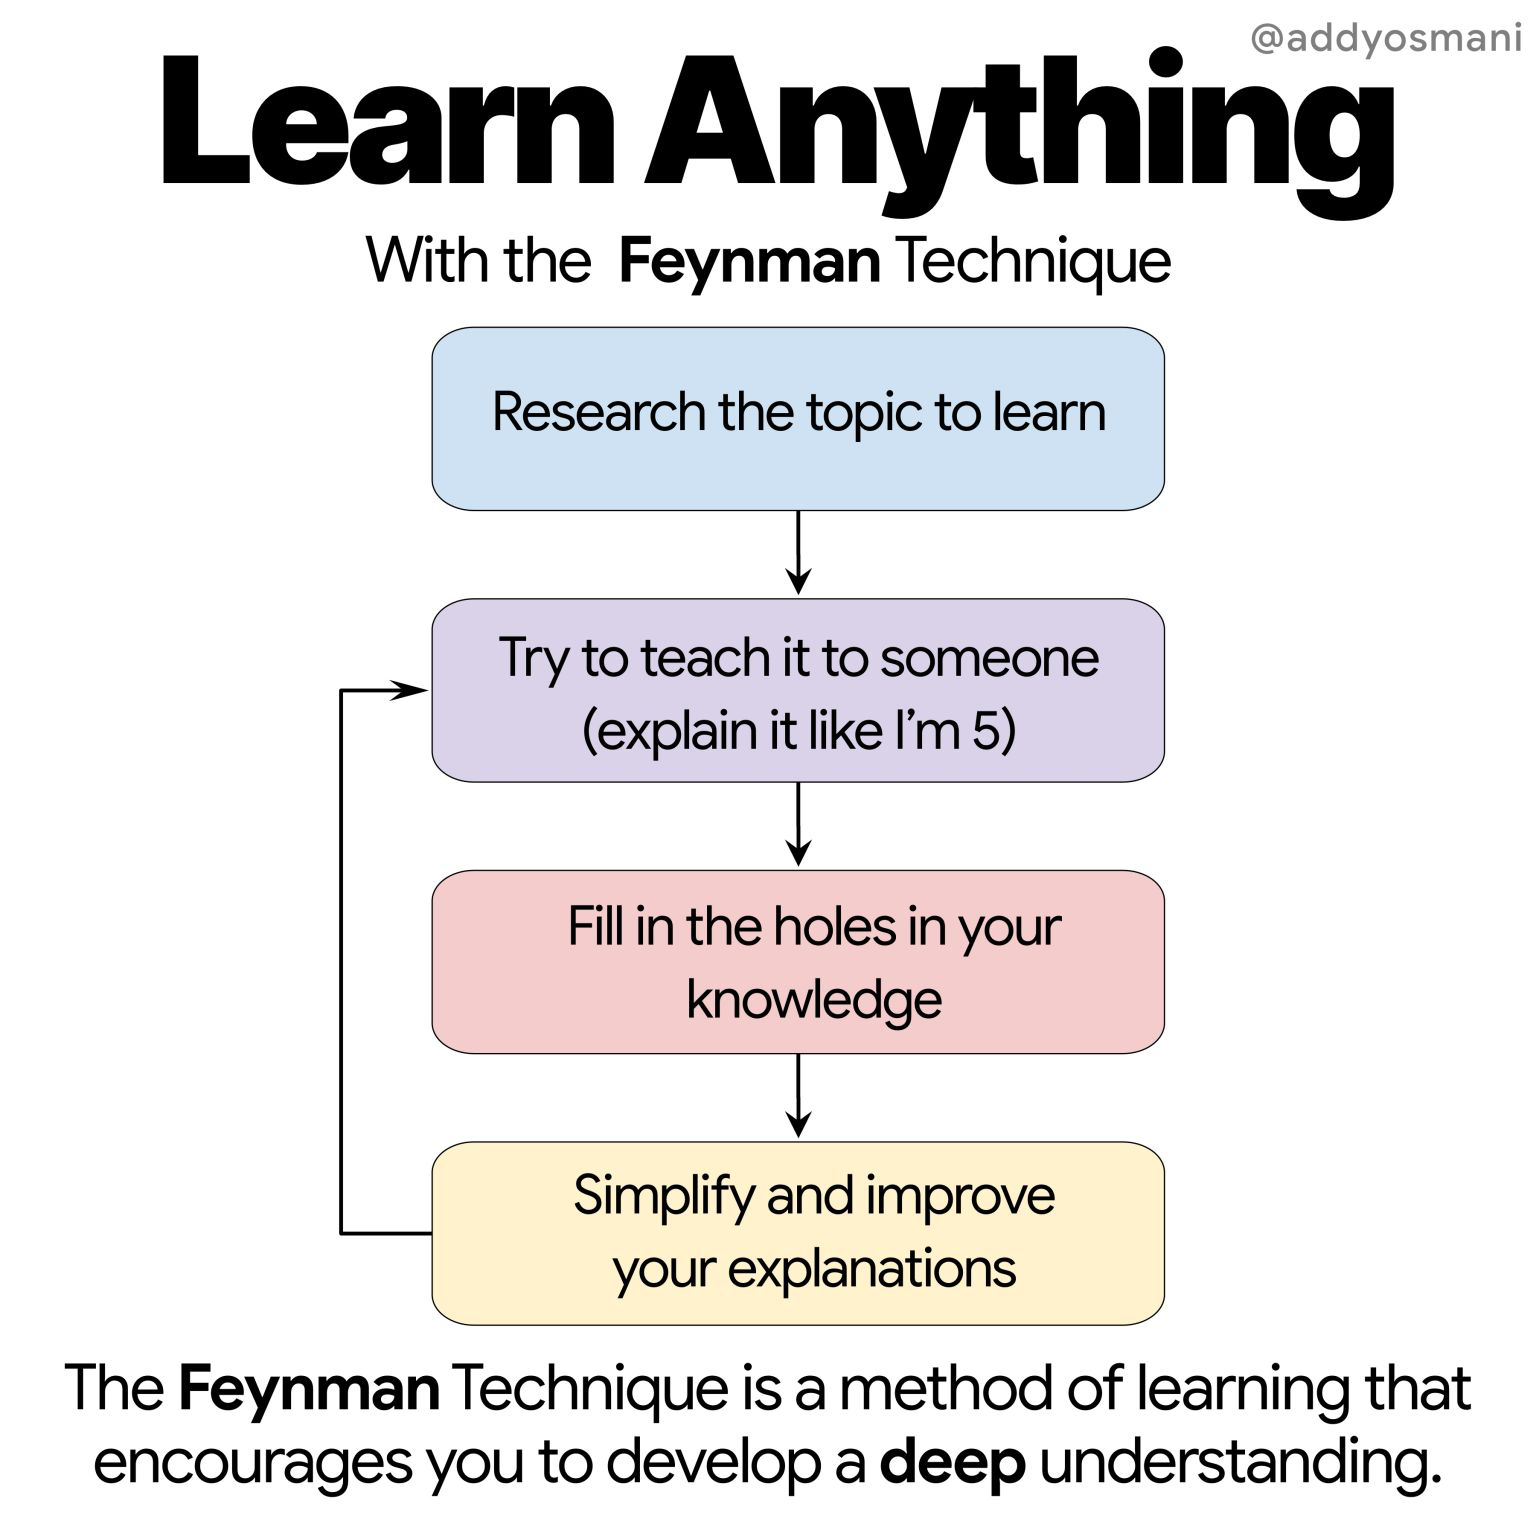 @addyosmani
Learn Anything
With the Feynman Technique
Research the topic to learn
Try to teach it to someone
(explain it like I’m 5)
Fill in the holes in your
knowledge
Simplify and improve
your explanations
The Feynman Technique is a method of learning that
encourages you to develop a deep understanding.